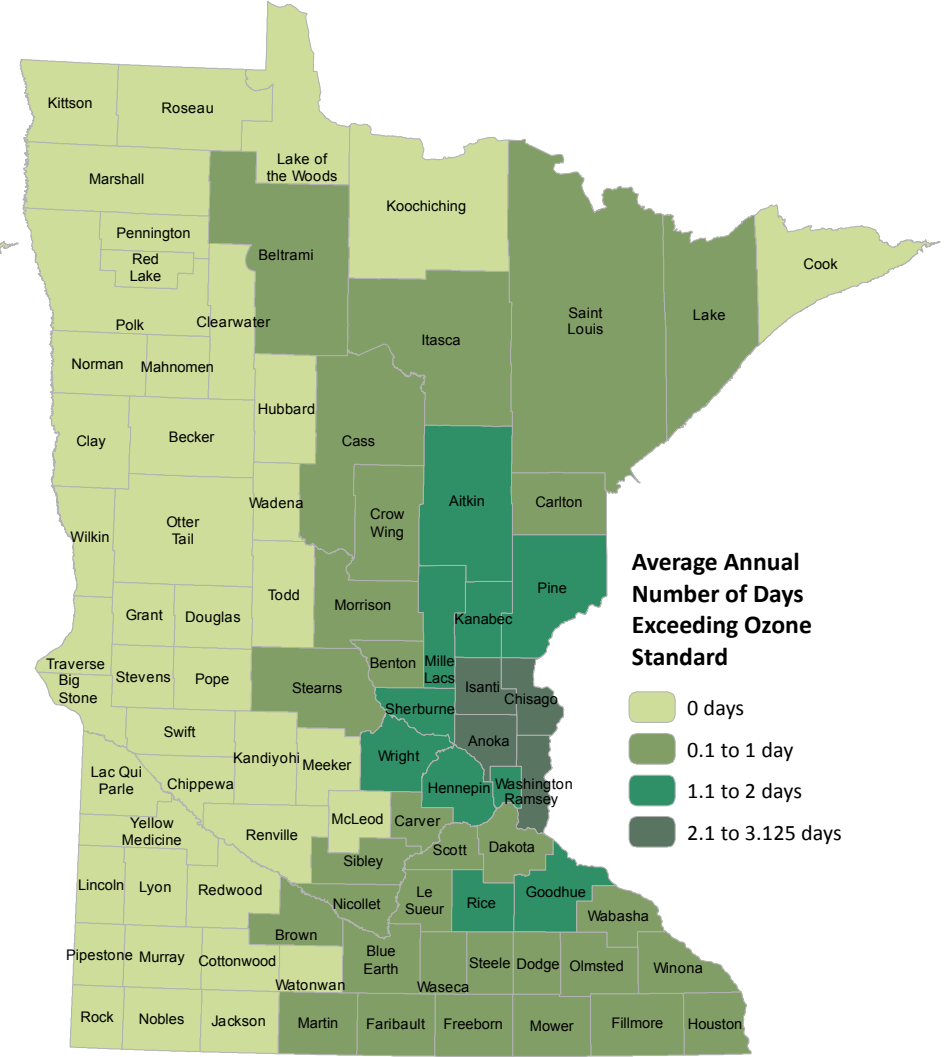 Kittson
Roseau
Lake of
the Woods
Marshall
Koochiching
Pennington
Red
Lake
Beltrami
Cook
Polk
Clearwater
Itasca
Saint
Louis
Lake
Norman
Mahnomen
Hubbard
Clay
Becker
Cass
Wadena
Aitkin
Carlton
Otter
Tail
Crow
Wing
Wilkin
Average Annual
Number of Days
Exceeding Ozone
Standard
0 days
0.1 to 1 day
1.1 to 2 days
2.1 to 3.125 days
Pine
Todd
Morrison
Grant
Douglas
Kanabec
Mille
Lacs
Benton
Traverse
Big
Stone
Stevens
Pope
Stearns
Isanti
Chisago
Sherburne
Swift
Anoka
Kandiyohi
Meeker
Wright
Lac Qui
Parle
Chippewa
Hennepin
Washington
Ramsey
McLeod
Carver
Yellow
Medicine
Renville
Scott
Dakota
Sibley
Lincoln
Lyon
Redwood
Nicollet
Le
Sueur
Rice
Goodhue
Wabasha
Brown
Pipestone
Murray
Cottonwood
Watonwan
Blue
Earth
Waseca
Steele
Dodge
Olmsted
Winona
Rock
Nobles
Jackson
Martin
Faribault
Freeborn
Mower
Fillmore
Houston